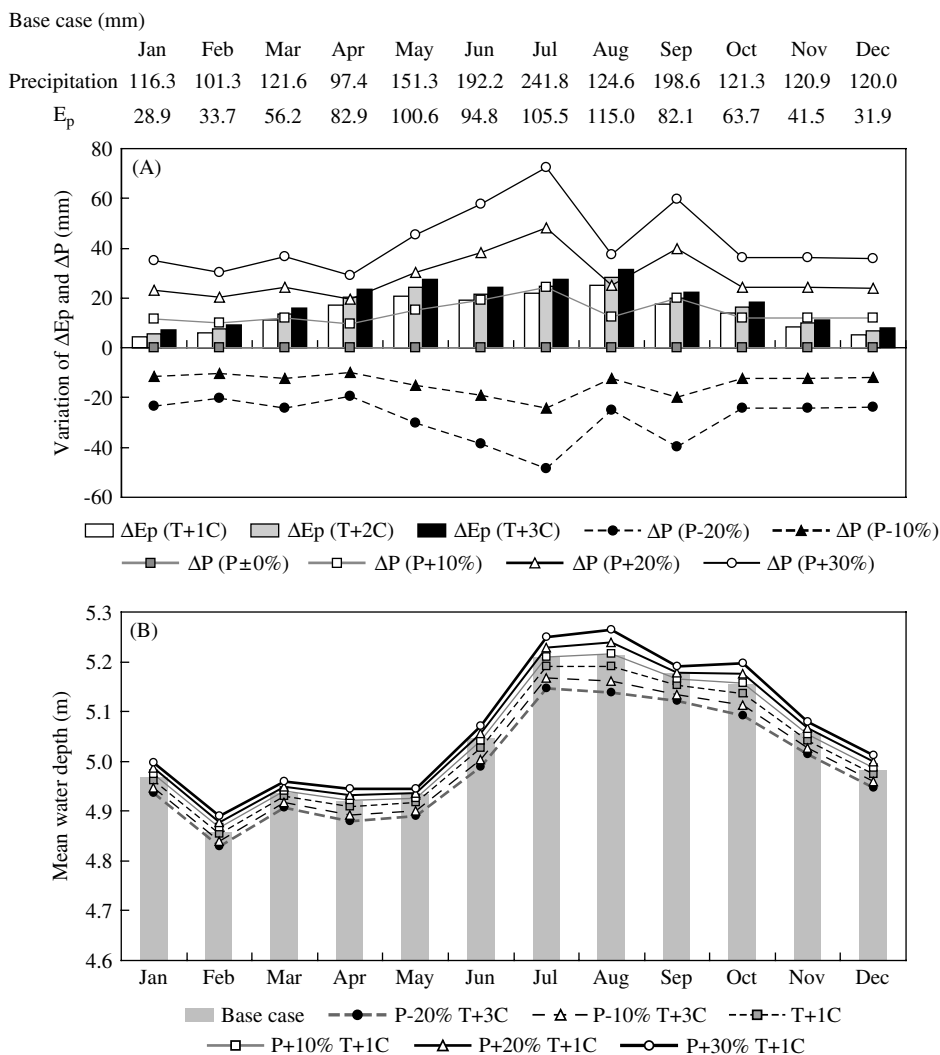 Base case (mm)
Jan Feb Mar Apr May Jun Jul Aug Sep Oct Nov Dec
Precipitation 116.3 101.3 121.6 97.4 151.3 192.2 241.8 124.6 198.6 121.3 120.9 120.0
Ep 28.9 33.7 56.2 82.9 100.6 94.8 105.5 115.0 82.1 63.7 41.5 31.9
(A)
Variation of ΔEp and ΔP (mm)
80
60
40
20
0
-20
-40
-60
ΔEp (T+1C) ΔEp (T+2C) ΔEp (T+3C) ΔP (P-20%) ΔP (P-10%)
ΔP (P±0%) ΔP (P+10%) ΔP (P+20%) ΔP (P+30%)
(B)
Mean water depth (m)
5.3
5.2
5.1
5.0
4.9
4.8
4.7
4.6
Jan Feb Mar Apr May Jun Jul Aug Sep Oct Nov Dec
Base case P-20% T+3C P-10% T+3C T+1C
P+10% T+1C P+20% T+1C P+30% T+1C